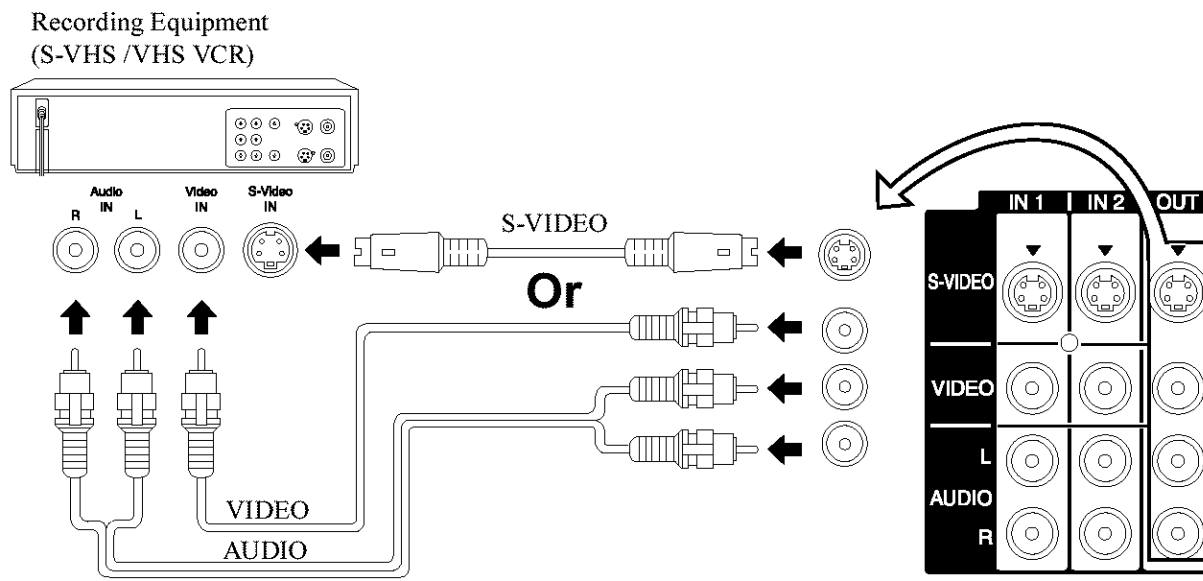 Recording Equipment
(S-VHS /VHS VCR)
Audio
IN
R
L
Video
IN
S-Video
IN
S-VIDEO
Or
VIDEO
AUDIO
IN 1
IN 2
OUT
S-VIDEO
VIDEO
L
AUDIO
R